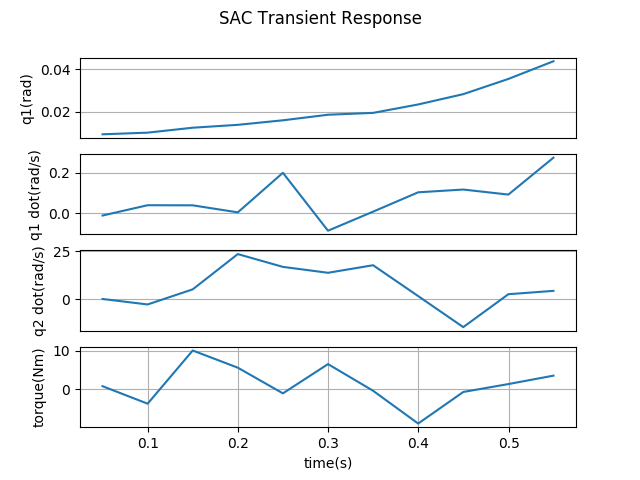 SAC Transient Response
q1(rad)
0.04
0.02
q1 dot(rad/s)
0.2
0.0
q2 dot(rad/s)
25
0
torque(Nm)
10
0
0.1 0.2 0.3 0.4 0.5
time(s)